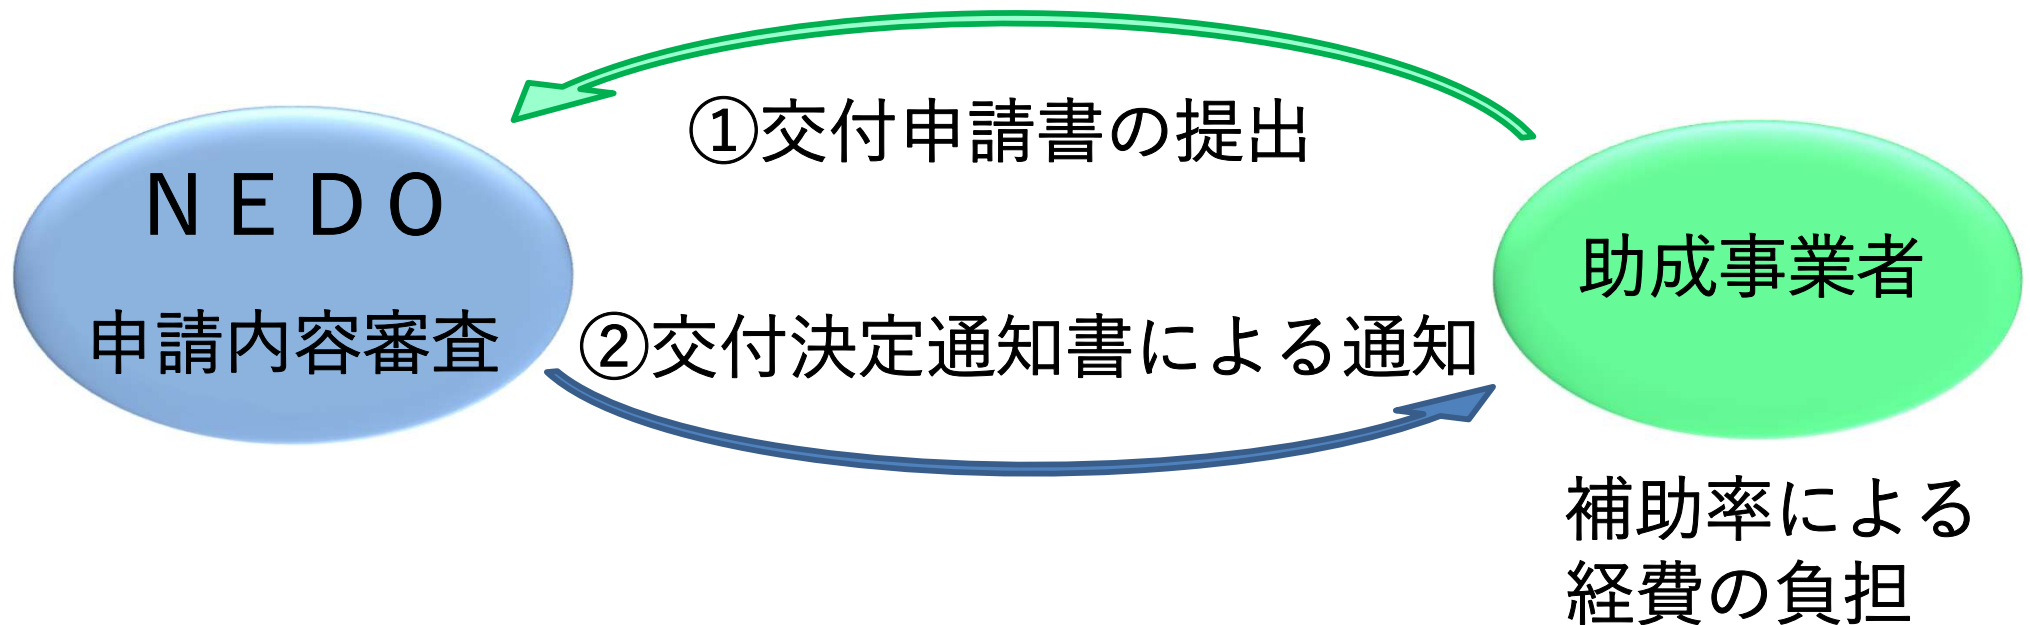 ①交付申請書の提出
ＮＥＤＯ
申請内容審査
助成事業者
②交付決定通知書による通知
補助率による
経費の負担